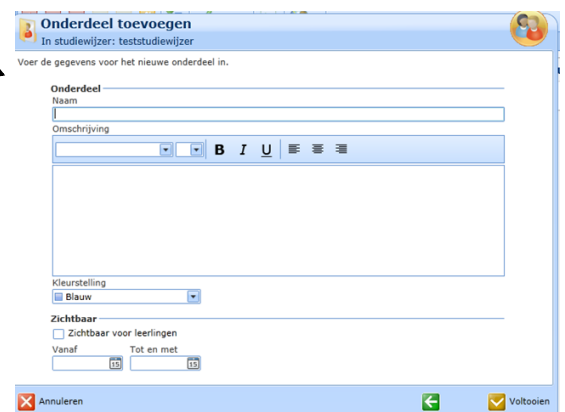 Onderdeel toevoegen
In studiewijzer: teststudiewijzer
Voer de gegevens voor het nieuwe onderdeel in.
Onderdeel
Naam
Omschrijving
B I U
Kleurstelling
Blauw
Zichtbaar
Zichtbaar voor leerlingen
Vanaf Tot en met
15 15
Annuleren Voltooien